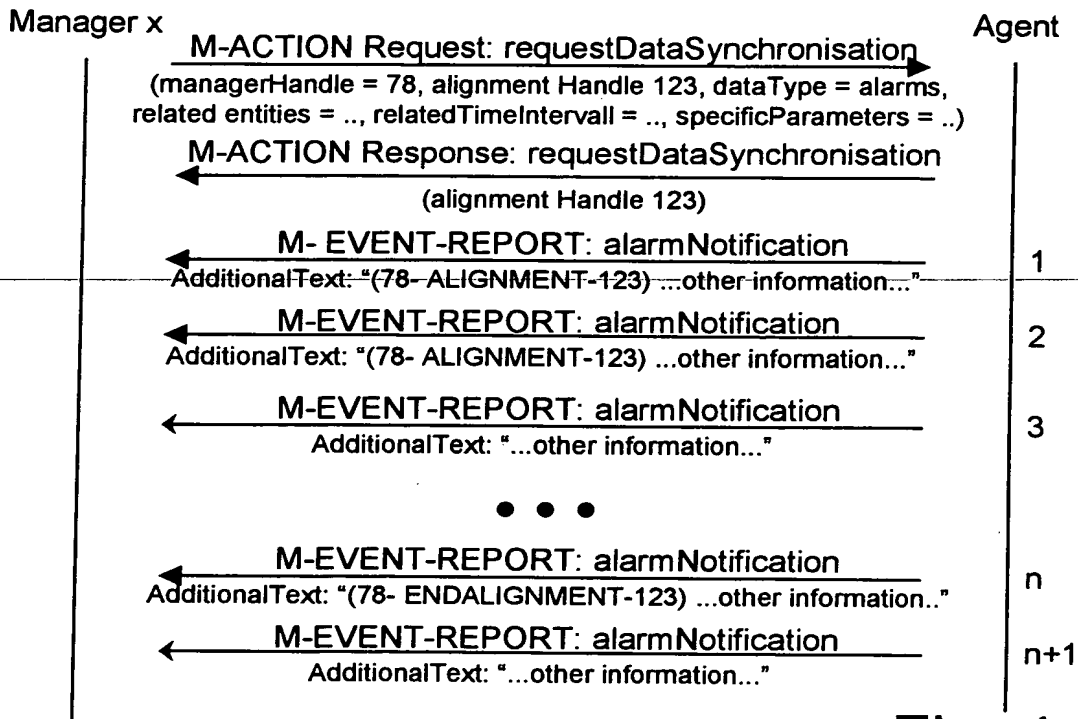 Manager x
Agent
M-ACTION Request: requestDataSynchronisation
(managerHandle = 78, alignment Handle 123, dataType = alarms,
related entities = .., relatedTimeIntervall = .., specificParameters = ..)
M-ACTION Response: requestDataSynchronisation
(alignment Handle 123)
M- EVENT-REPORT: alarmNotification
1
AdditionalText: "(78- ALIGNMENT-123) ...other information..."
M-EVENT-REPORT: alarmNotification
2
AdditionalText: "(78- ALIGNMENT-123) ...other information..."
M-EVENT-REPORT: alarmNotification
3
AdditionalText: "...other information..."
• • •
M-EVENT-REPORT: alarmNotification
n
AdditionalText: "(78- ENDALIGNMENT-123) ...other information.."
M-EVENT-REPORT: alarmNotification
n+1
AdditionalText: "...other information..."